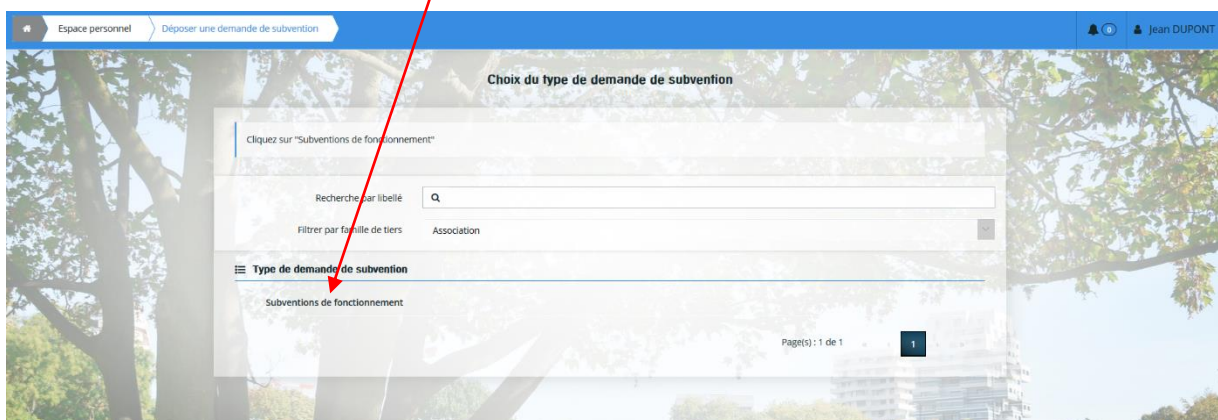 Espace personnel Déposer une demande de subvention 0 Jean DUPONT
Choix du type de demande de subvention
Cliquez sur "Subventions de fonctionnement"
Recherche par libellé
Filtrer par famille de tiers Association
Type de demande de subvention
Subventions de fonctionnement
Page(s) : 1 de 1 1